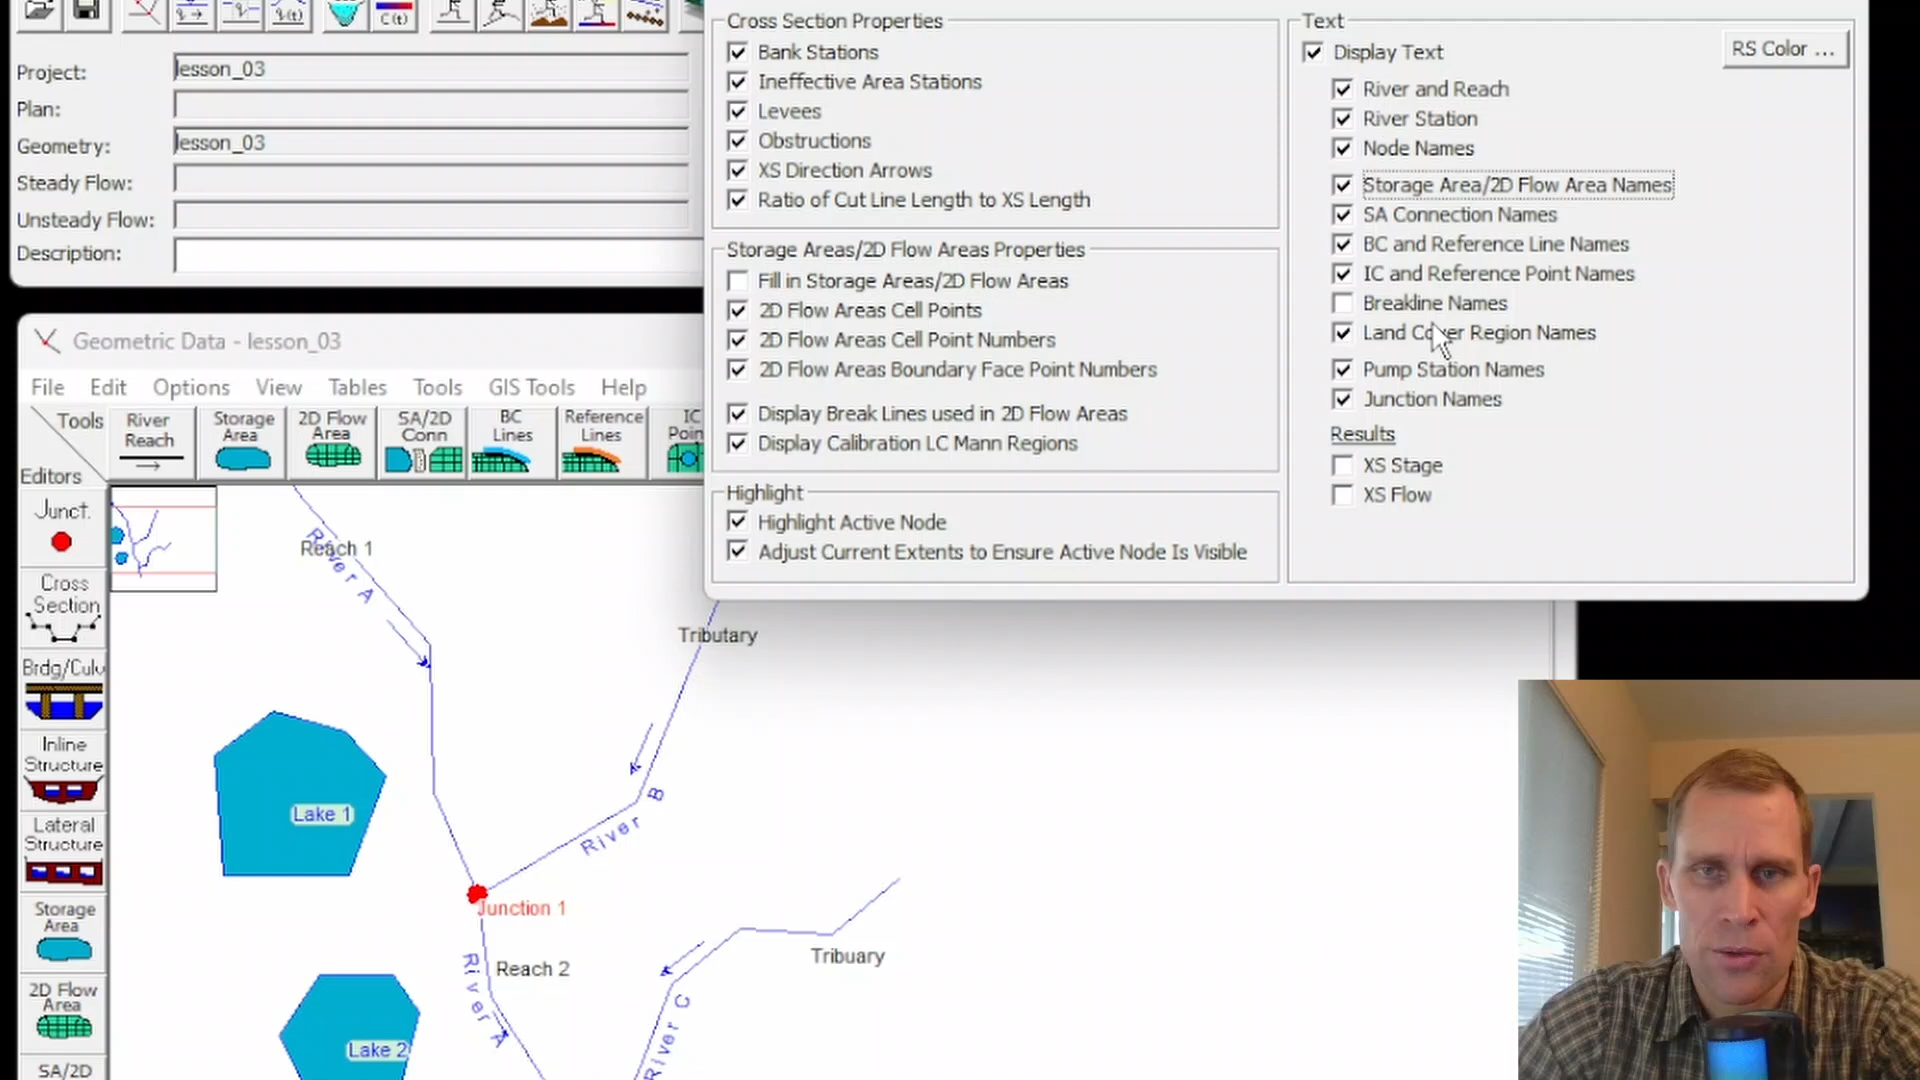 Project:
lesson_03
Plan:
Geometry:
lesson_03
Steady Flow:
Unsteady Flow:
Description:
C(t)
Cross Section Properties
Bank Stations
Ineffective Area Stations
Levees
Obstructions
XS Direction Arrows
Ratio of Cut Line Length to XS Length
Storage Areas/2D Flow Areas Properties
Fill in Storage Areas/2D Flow Areas
2D Flow Areas Cell Points
2D Flow Areas Cell Point Numbers
2D Flow Areas Boundary Face Point Numbers
Display Break Lines used in 2D Flow Areas
Display Calibration LC Mann Regions
Highlight
Highlight Active Node
Adjust Current Extents to Ensure Active Node Is Visible
Text
Display Text
RS Color ...
River and Reach
River Station
Node Names
Storage Area/2D Flow Area Names
SA Connection Names
BC and Reference Line Names
IC and Reference Point Names
Breakline Names
Land Cover Region Names
Pump Station Names
Junction Names
Results
XS Stage
XS Flow
Geometric Data - lesson_03
File Edit Options View Tables Tools GIS Tools Help
Tools
Editors
River
Reach
Storage
Area
2D Flow
Area
SA/2D
Conn
BC
Lines
Reference
Lines
IC
Junct.
Cross
Section
Brdg/Culv
Inline
Structure
Lateral
Structure
Storage
Area
2D Flow
Area
SA/2D
Reach 1
River A
Tributary
Lake 1
River B
Junction 1
Reach 2
River A
Tribuary
River C
Lake 2